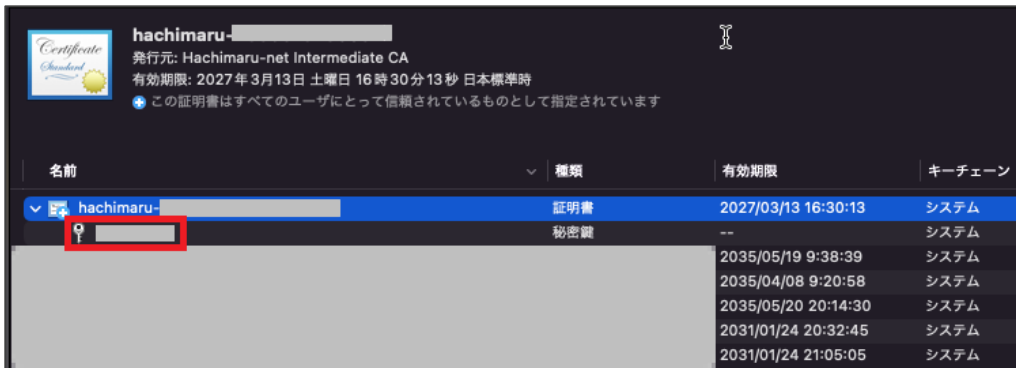 Certificate
Standard
hachimaru-
発行元: Hachimaru-net Intermediate CA
有効期限: 2027年3月13日 土曜日 16時30分13秒 日本標準時
この証明書はすべてのユーザにとって信頼されているものとして指定されています
名前 種類 有効期限 キーチェーン
hachimaru- 証明書 2027/03/13 16:30:13 システム
秘密鍵 -- システム
2035/05/19 9:38:39 システム
2035/04/08 9:20:58 システム
2035/05/20 20:14:30 システム
2031/01/24 20:32:45 システム
2031/01/24 21:05:05 システム